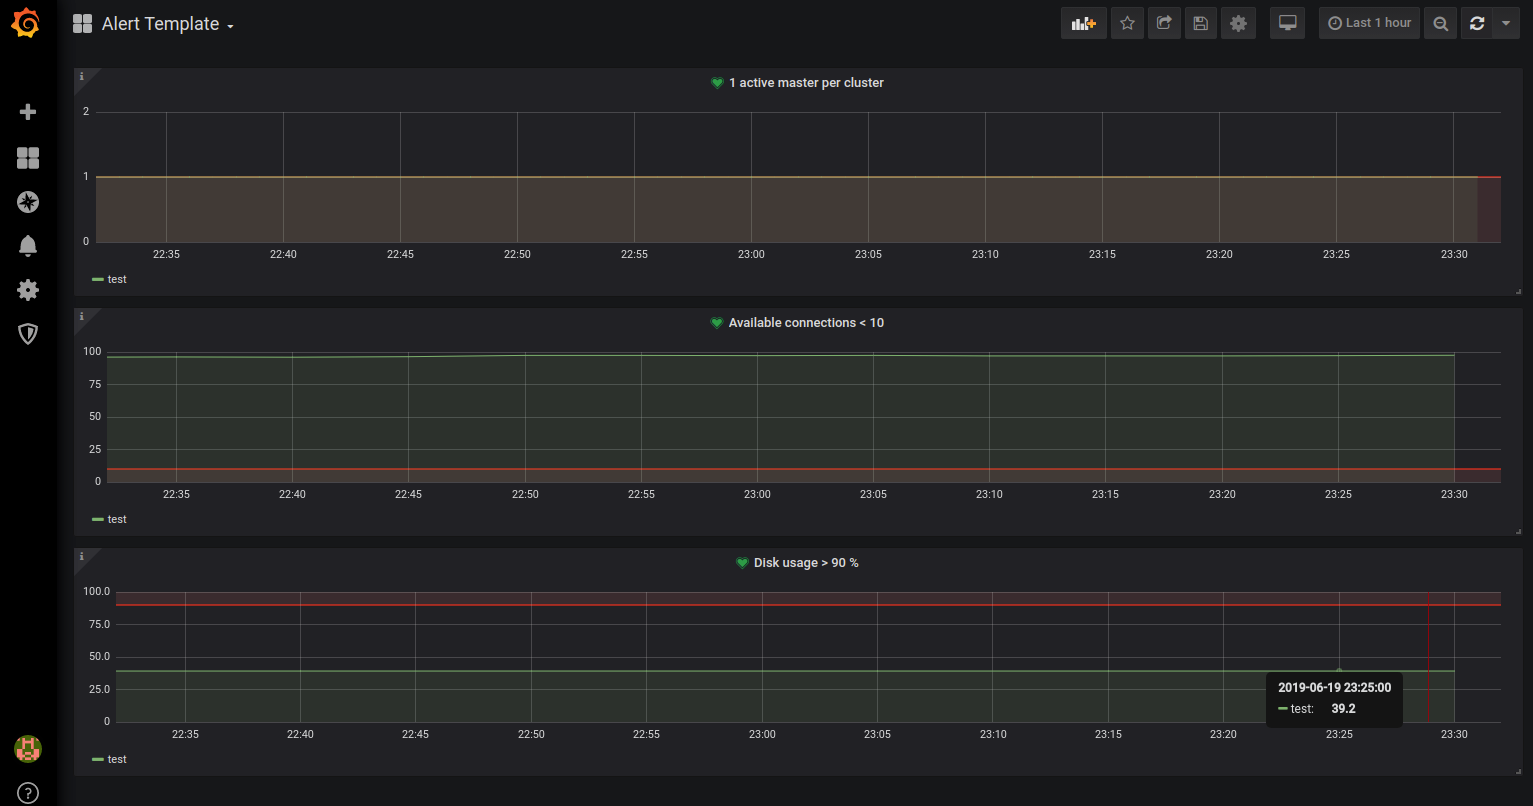 Alert Template
Last 1 hour
i
1 active master per cluster
2
1
0
22:35 22:40 22:45 22:50 22:55 23:00 23:05 23:10 23:15 23:20 23:25 23:30
test
i
Available connections < 10
100
75
50
25
0
22:35 22:40 22:45 22:50 22:55 23:00 23:05 23:10 23:15 23:20 23:25 23:30
test
i
Disk usage > 90 %
100.0
75.0
50.0
25.0
0
2019-06-19 23:25:00
test: 39.2
22:35 22:40 22:45 22:50 22:55 23:00 23:05 23:10 23:15 23:20 23:25 23:30
test
?